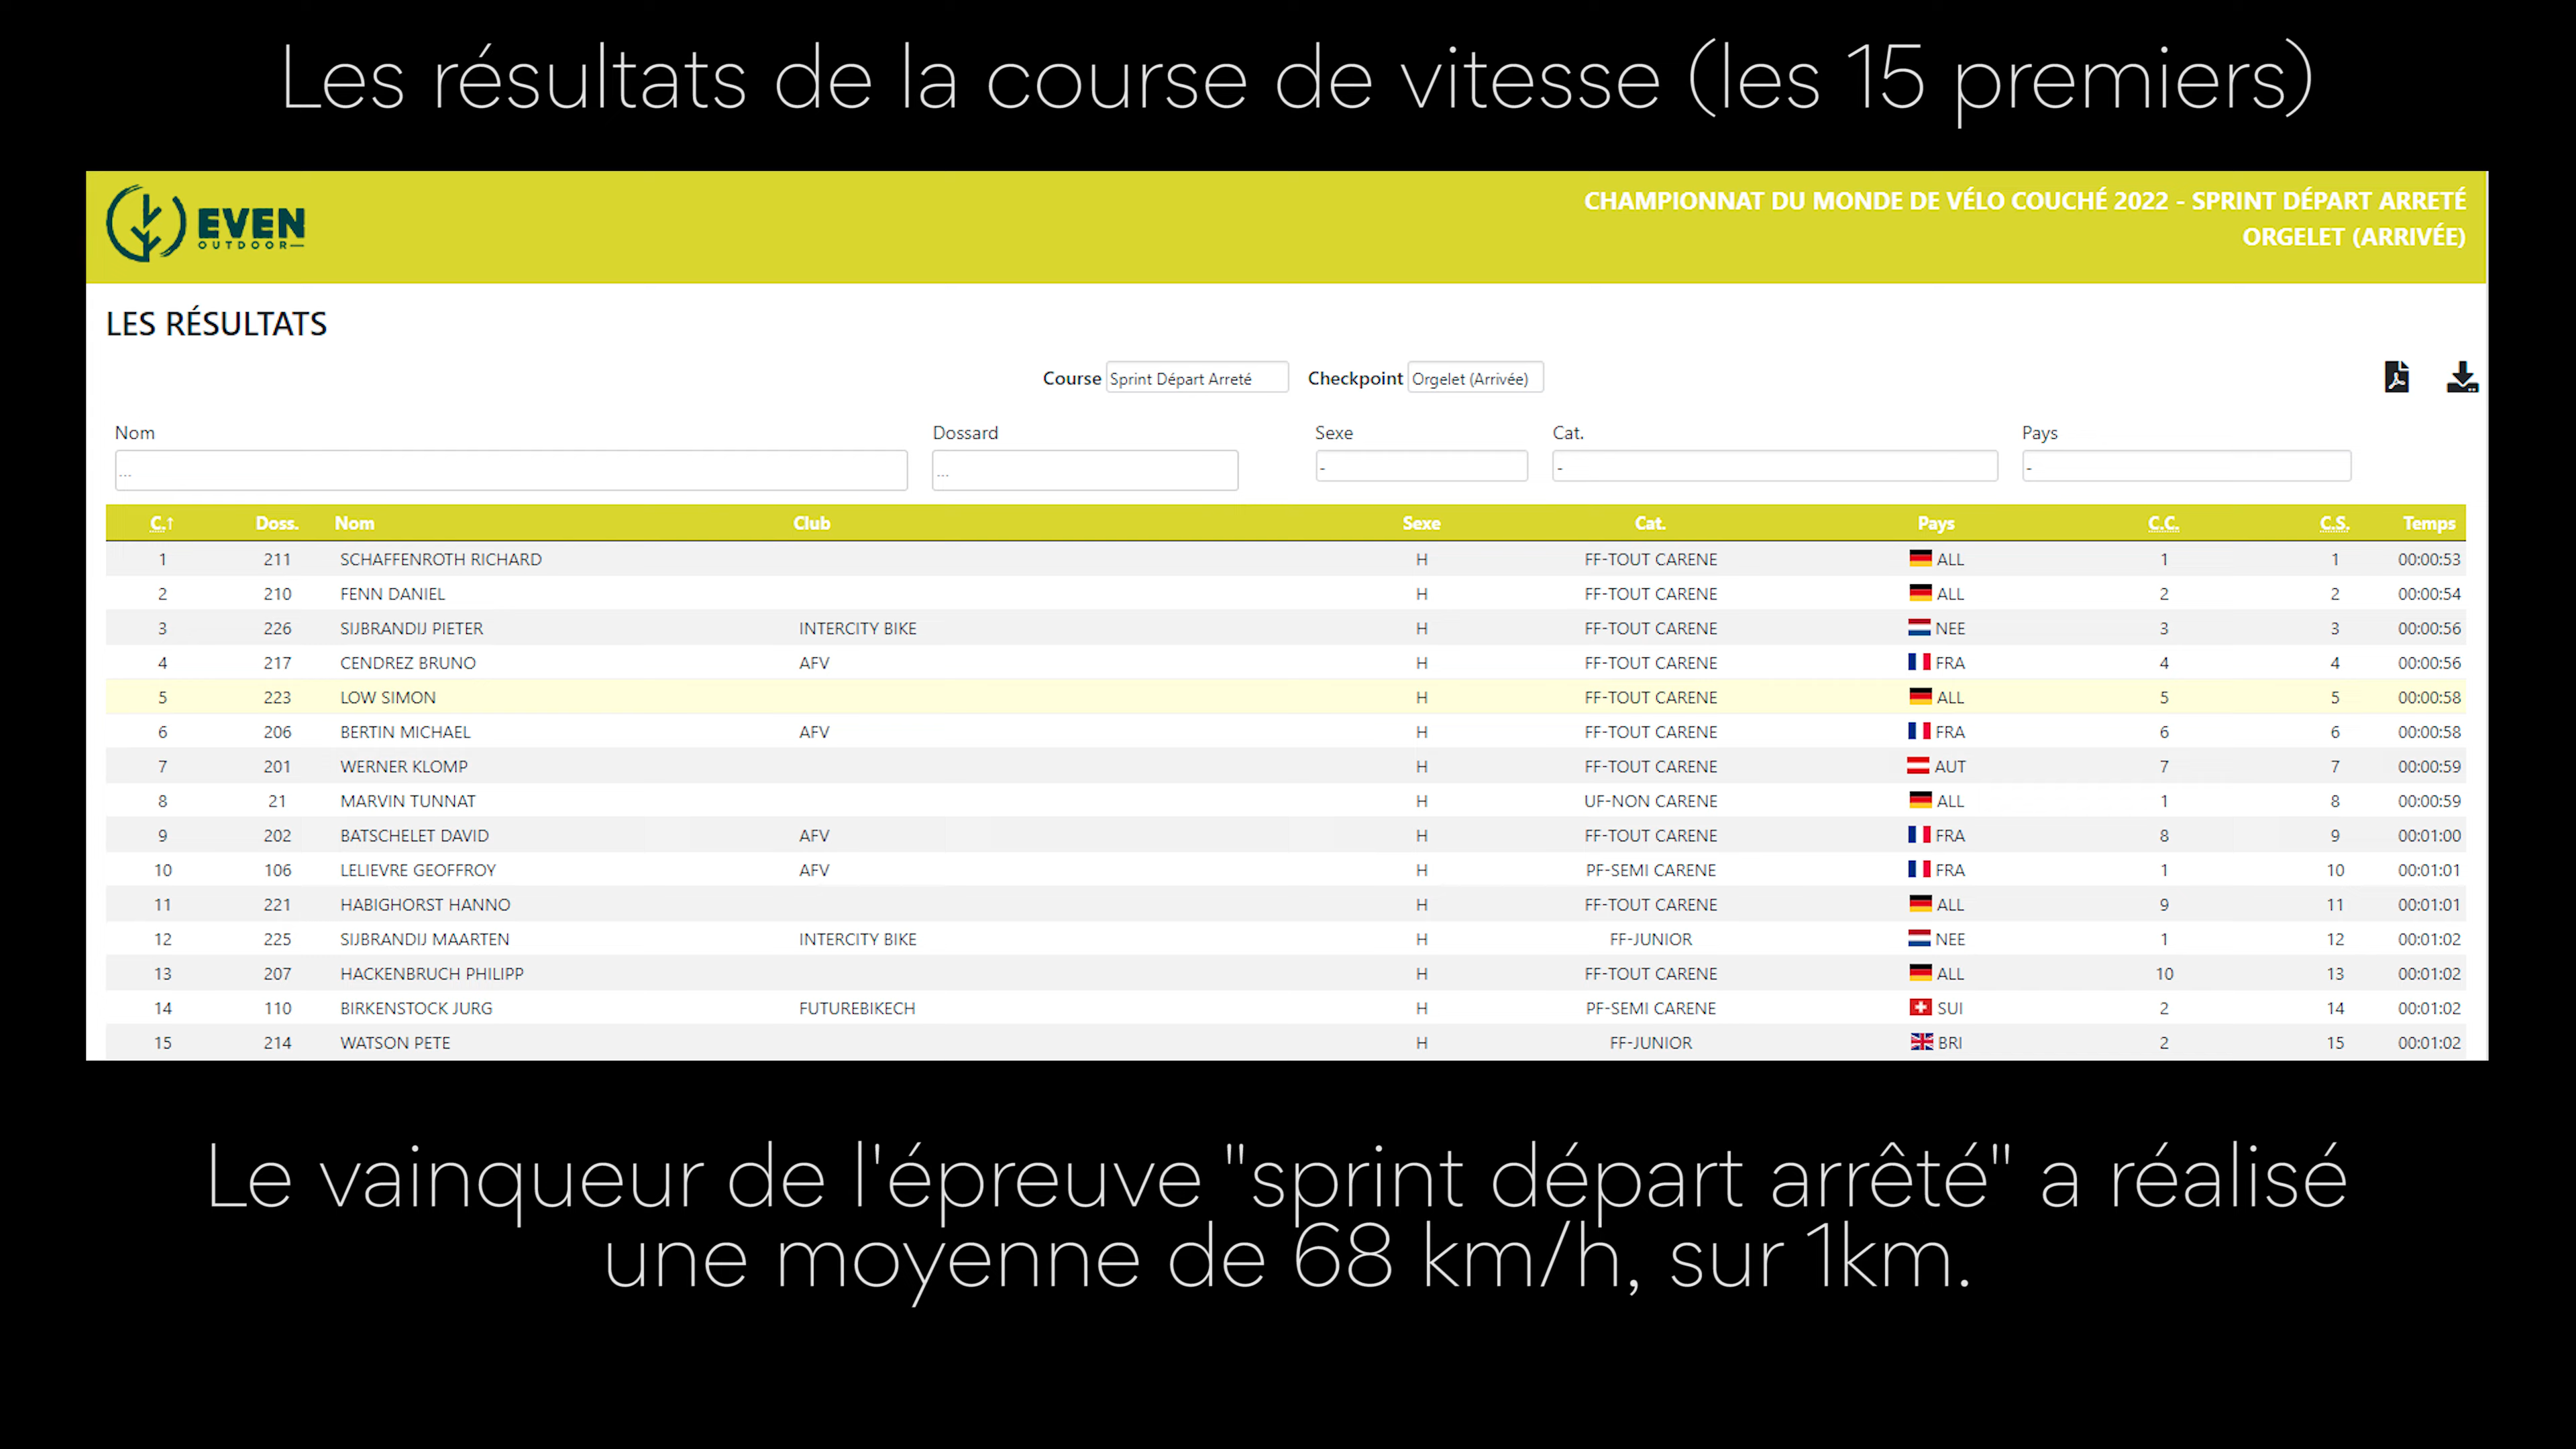 Les résultats de la course de vitesse (les 15 premiers)
EVEN
OUTDOOR
CHAMPIONNAT DU MONDE DE VÉLO COUCHÉ 2022 - SPRINT DÉPART ARRETÉ
ORGELET (ARRIVÉE)
LES RÉSULTATS
Course Sprint Départ Arreté Checkpoint Orgelet (Arrivée)
Nom Dossard Sexe Cat. Pays
... ... - - -
C.↑ Doss. Nom Club Sexe Cat. Pays C.C. C.S. Temps
1 211 SCHAFFENROTH RICHARD H FF-TOUT CARENE ALL 1 1 00:00:53
2 210 FENN DANIEL H FF-TOUT CARENE ALL 2 2 00:00:54
3 226 SIJBRANDIJ PIETER INTERCITY BIKE H FF-TOUT CARENE NEE 3 3 00:00:56
4 217 CENDREZ BRUNO AFV H FF-TOUT CARENE FRA 4 4 00:00:56
5 223 LOW SIMON H FF-TOUT CARENE ALL 5 5 00:00:58
6 206 BERTIN MICHAEL AFV H FF-TOUT CARENE FRA 6 6 00:00:58
7 201 WERNER KLOMP H FF-TOUT CARENE AUT 7 7 00:00:59
8 21 MARVIN TUNNAT H UF-NON CARENE ALL 1 8 00:00:59
9 202 BATSCHELET DAVID AFV H FF-TOUT CARENE FRA 8 9 00:01:00
10 106 LELIEVRE GEOFFROY AFV H PF-SEMI CARENE FRA 1 10 00:01:01
11 221 HABIGHORST HANNO H FF-TOUT CARENE ALL 9 11 00:01:01
12 225 SIJBRANDIJ MAARTEN INTERCITY BIKE H FF-JUNIOR NEE 1 12 00:01:02
13 207 HACKENBRUCH PHILIPP H FF-TOUT CARENE ALL 10 13 00:01:02
14 110 BIRKENSTOCK JURG FUTUREBIKECH H PF-SEMI CARENE SUI 2 14 00:01:02
15 214 WATSON PETE H FF-JUNIOR BRI 2 15 00:01:02
Le vainqueur de l'épreuve "sprint départ arrêté" a réalisé
une moyenne de 68 km/h, sur 1km.